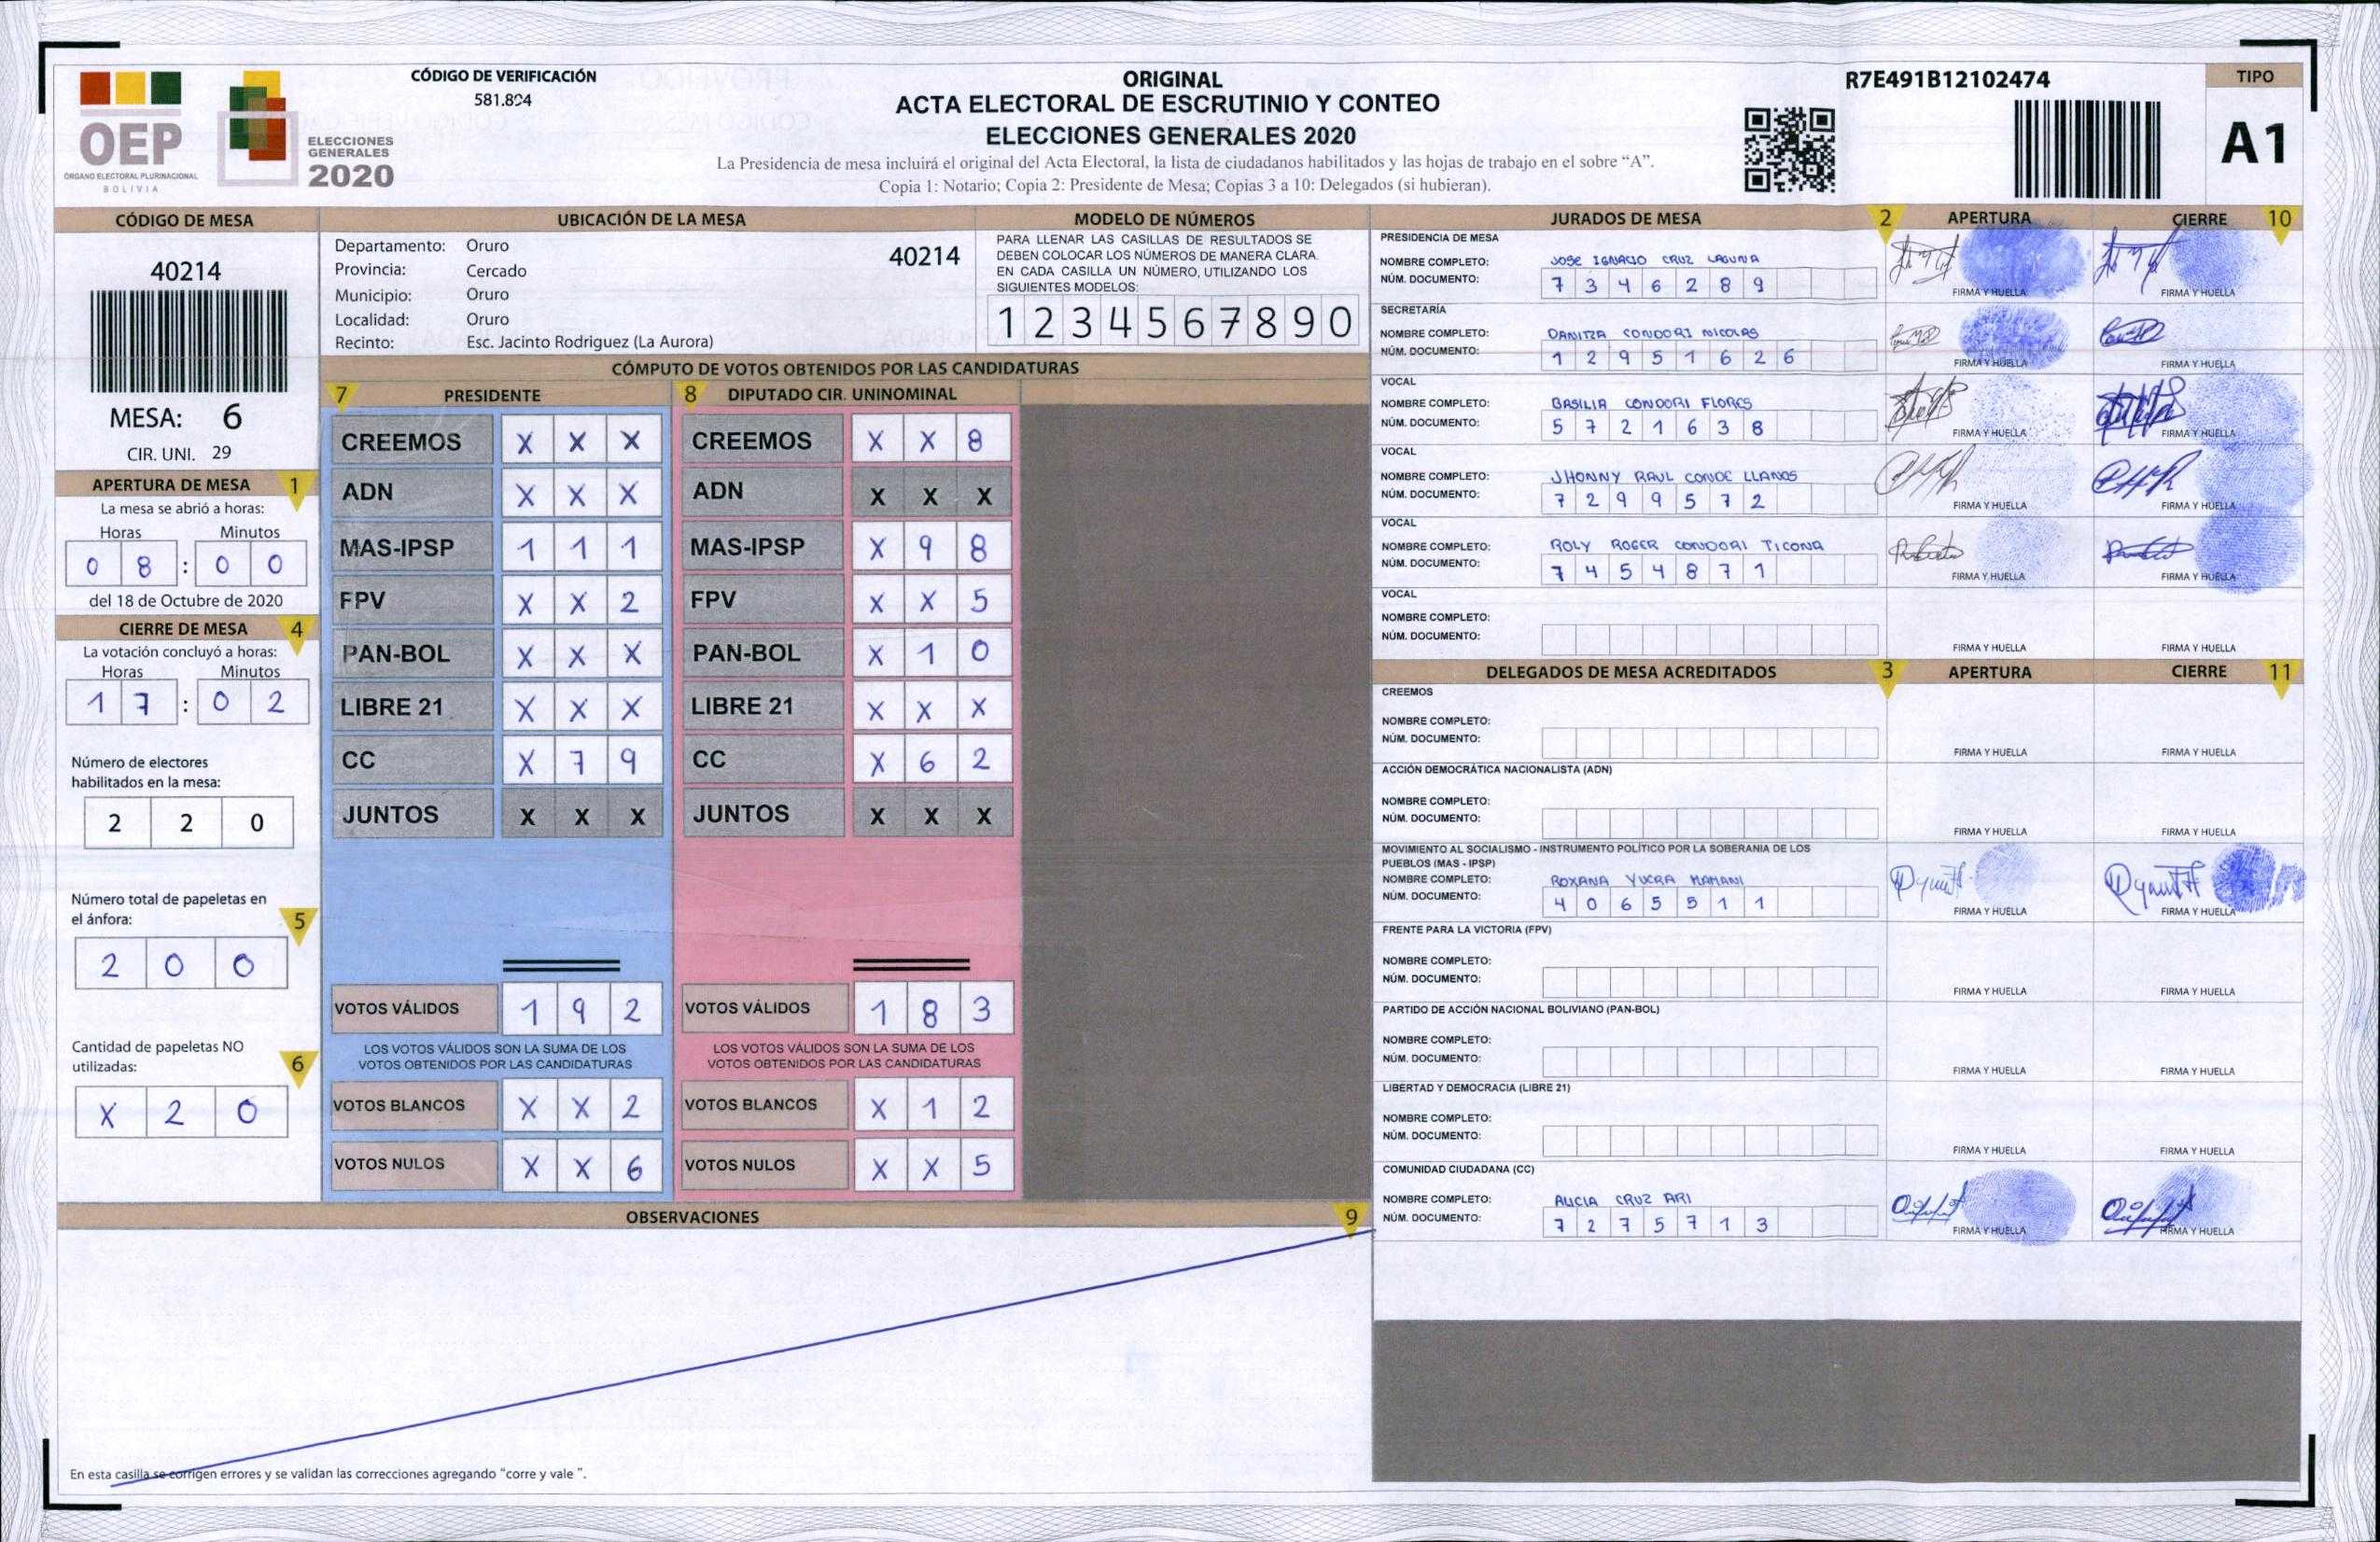 CÓDIGO DE VERIFICACIÓN
581.894
OEP
ÓRGANO ELECTORAL PLURINACIONAL
BOLIVIA
ELECCIONES
GENERALES
2020
ORIGINAL
ACTA ELECTORAL DE ESCRUTINIO Y CONTEO
ELECCIONES GENERALES 2020
La Presidencia de mesa incluirá el original del Acta Electoral, la lista de ciudadanos habilitados y las hojas de trabajo en el sobre “A”.
Copia 1: Notario; Copia 2: Presidente de Mesa; Copias 3 a 10: Delegados (si hubieran).
R7E491B12102474
TIPO
A1
CÓDIGO DE MESA
40214
MESA: 6
CIR. UNI. 29
APERTURA DE MESA 1
La mesa se abrió a horas:
Horas Minutos
0 8 : 0 0
del 18 de Octubre de 2020
CIERRE DE MESA 4
La votación concluyó a horas:
Horas Minutos
1 7 : 0 2
Número de electores
habilitados en la mesa:
2 2 0
Número total de papeletas en
el ánfora: 5
2 0 0
Cantidad de papeletas NO
utilizadas: 6
X 2 0
UBICACIÓN DE LA MESA
Departamento: Oruro
40214
Provincia: Cercado
Municipio: Oruro
Localidad: Oruro
Recinto: Esc. Jacinto Rodriguez (La Aurora)
MODELO DE NÚMEROS
PARA LLENAR LAS CASILLAS DE RESULTADOS SE
DEBEN COLOCAR LOS NÚMEROS DE MANERA CLARA.
EN CADA CASILLA UN NÚMERO, UTILIZANDO LOS
SIGUIENTES MODELOS:
1 2 3 4 5 6 7 8 9 0
CÓMPUTO DE VOTOS OBTENIDOS POR LAS CANDIDATURAS
7 PRESIDENTE
CREEMOS X X X
ADN X X X
MAS-IPSP 1 1 1
FPV X X 2
PAN-BOL X X X
LIBRE 21 X X X
CC X 7 9
JUNTOS X X X
VOTOS VÁLIDOS 1 9 2
LOS VOTOS VÁLIDOS SON LA SUMA DE LOS
VOTOS OBTENIDOS POR LAS CANDIDATURAS
VOTOS BLANCOS X X 2
VOTOS NULOS X X 6
8 DIPUTADO CIR. UNINOMINAL
CREEMOS X X 8
ADN X X X
MAS-IPSP X 9 8
FPV X X 5
PAN-BOL X 1 0
LIBRE 21 X X X
CC X 6 2
JUNTOS X X X
VOTOS VÁLIDOS 1 8 3
LOS VOTOS VÁLIDOS SON LA SUMA DE LOS
VOTOS OBTENIDOS POR LAS CANDIDATURAS
VOTOS BLANCOS X 1 2
VOTOS NULOS X X 5
OBSERVACIONES 9
En esta casilla se corrigen errores y se validan las correcciones agregando “corre y vale ”.
JURADOS DE MESA 2 APERTURA CIERRE 10
PRESIDENCIA DE MESA
NOMBRE COMPLETO: JOSE IGNACIO CRUZ LAGUNA
NÚM. DOCUMENTO: 7 3 4 6 2 8 9
FIRMA Y HUELLA FIRMA Y HUELLA
SECRETARÍA
NOMBRE COMPLETO: DANITZA CONDORI NICOLAS
NÚM. DOCUMENTO: 1 2 9 5 1 6 2 6
FIRMA Y HUELLA FIRMA Y HUELLA
VOCAL
NOMBRE COMPLETO: BASILIA CONDORI FLORES
NÚM. DOCUMENTO: 5 7 2 1 6 3 8
FIRMA Y HUELLA FIRMA Y HUELLA
VOCAL
NOMBRE COMPLETO: JHONNY RAUL CONDE LLANOS
NÚM. DOCUMENTO: 7 2 9 9 5 7 2
FIRMA Y HUELLA FIRMA Y HUELLA
VOCAL
NOMBRE COMPLETO: ROLY ROGER CONDORI TICONA
NÚM. DOCUMENTO: 7 4 5 4 8 7 1
FIRMA Y HUELLA FIRMA Y HUELLA
VOCAL
NOMBRE COMPLETO:
NÚM. DOCUMENTO:
FIRMA Y HUELLA FIRMA Y HUELLA
DELEGADOS DE MESA ACREDITADOS 3 APERTURA CIERRE 11
CREEMOS
NOMBRE COMPLETO:
NÚM. DOCUMENTO:
FIRMA Y HUELLA FIRMA Y HUELLA
ACCIÓN DEMOCRÁTICA NACIONALISTA (ADN)
NOMBRE COMPLETO:
NÚM. DOCUMENTO:
FIRMA Y HUELLA FIRMA Y HUELLA
MOVIMIENTO AL SOCIALISMO - INSTRUMENTO POLÍTICO POR LA SOBERANIA DE LOS
PUEBLOS (MAS - IPSP)
NOMBRE COMPLETO: ROXANA YUCRA MAMANI
NÚM. DOCUMENTO: 4 0 6 5 5 1 1
FIRMA Y HUELLA FIRMA Y HUELLA
FRENTE PARA LA VICTORIA (FPV)
NOMBRE COMPLETO:
NÚM. DOCUMENTO:
FIRMA Y HUELLA FIRMA Y HUELLA
PARTIDO DE ACCIÓN NACIONAL BOLIVIANO (PAN-BOL)
NOMBRE COMPLETO:
NÚM. DOCUMENTO:
FIRMA Y HUELLA FIRMA Y HUELLA
LIBERTAD Y DEMOCRACIA (LIBRE 21)
NOMBRE COMPLETO:
NÚM. DOCUMENTO:
FIRMA Y HUELLA FIRMA Y HUELLA
COMUNIDAD CIUDADANA (CC)
NOMBRE COMPLETO: ALICIA CRUZ ARI
NÚM. DOCUMENTO: 7 2 7 5 7 1 3
FIRMA Y HUELLA FIRMA Y HUELLA